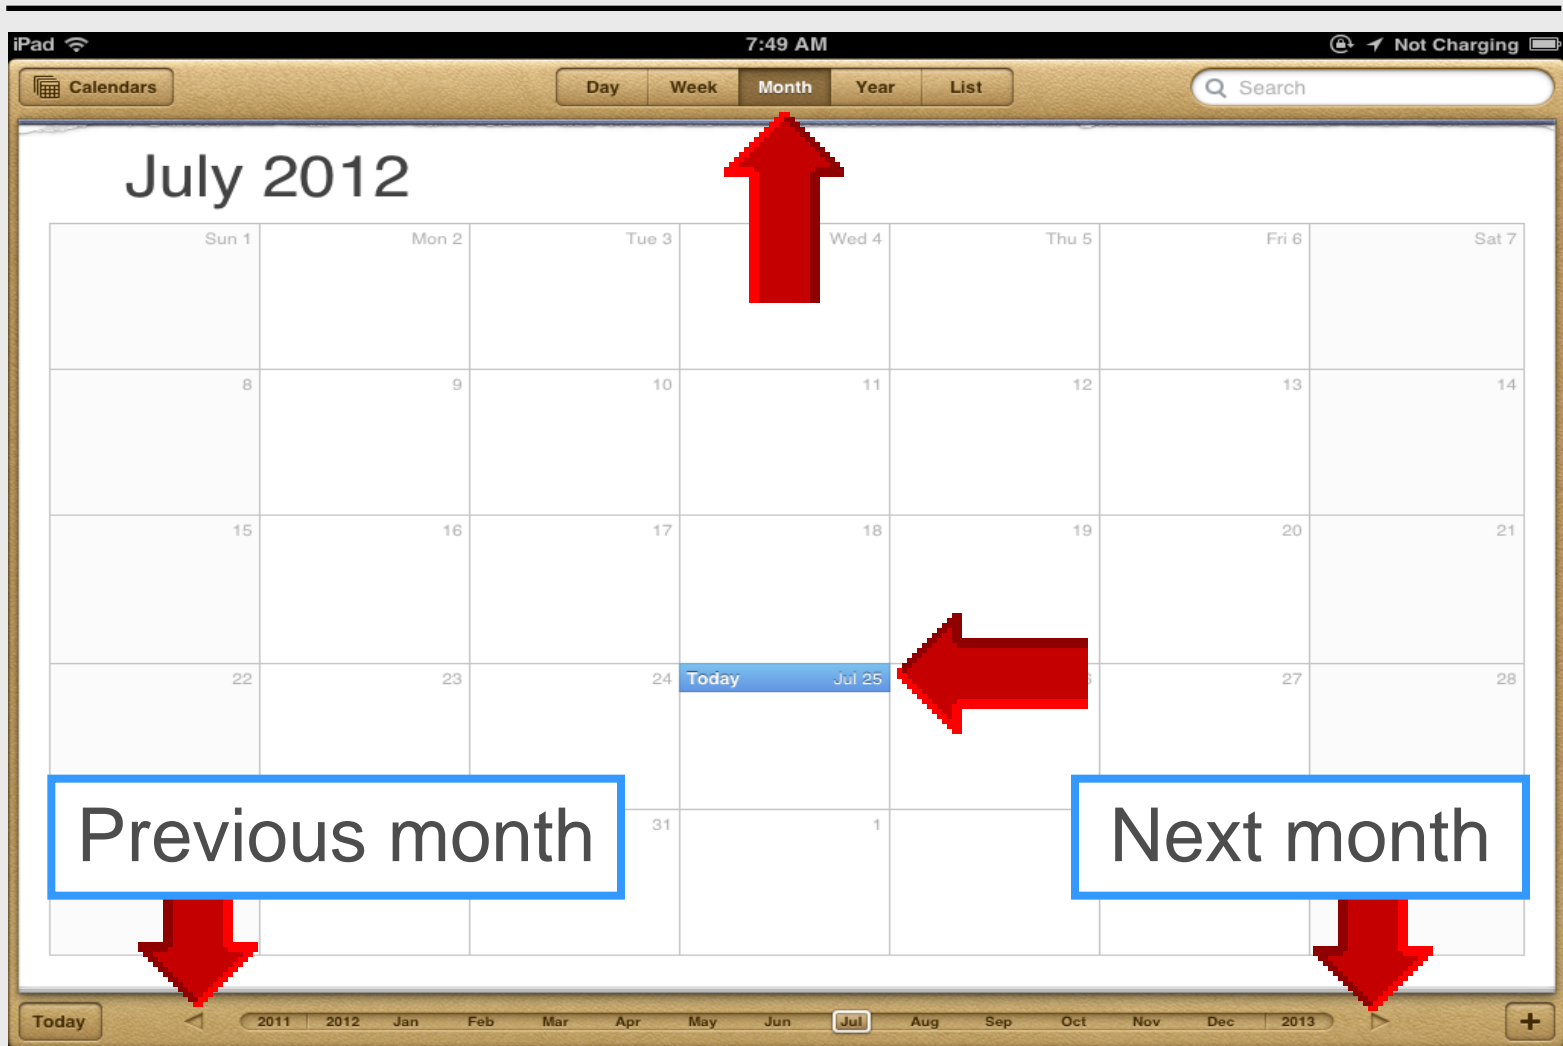 iPad 7:49 AM Not Charging
Calendars Day Week Month Year List Search
July 2012
Sun 1 Mon 2 Tue 3 Wed 4 Thu 5 Fri 6 Sat 7
8 9 10 11 12 13 14
15 16 17 18 19 20 21
22 23 24 Today Jul 25 27 28
31 1
Previous month Next month
Today 2011 2012 Jan Feb Mar Apr May Jun Jul Aug Sep Oct Nov Dec 2013 +